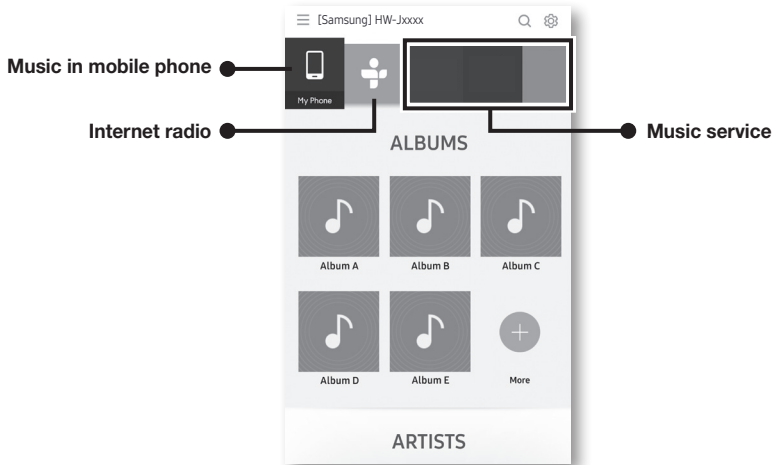 [Samsung] HW-Jxxxx
Music in mobile phone
My Phone
Internet radio
Music service
ALBUMS
Album A Album B Album C
Album D Album E More
ARTISTS